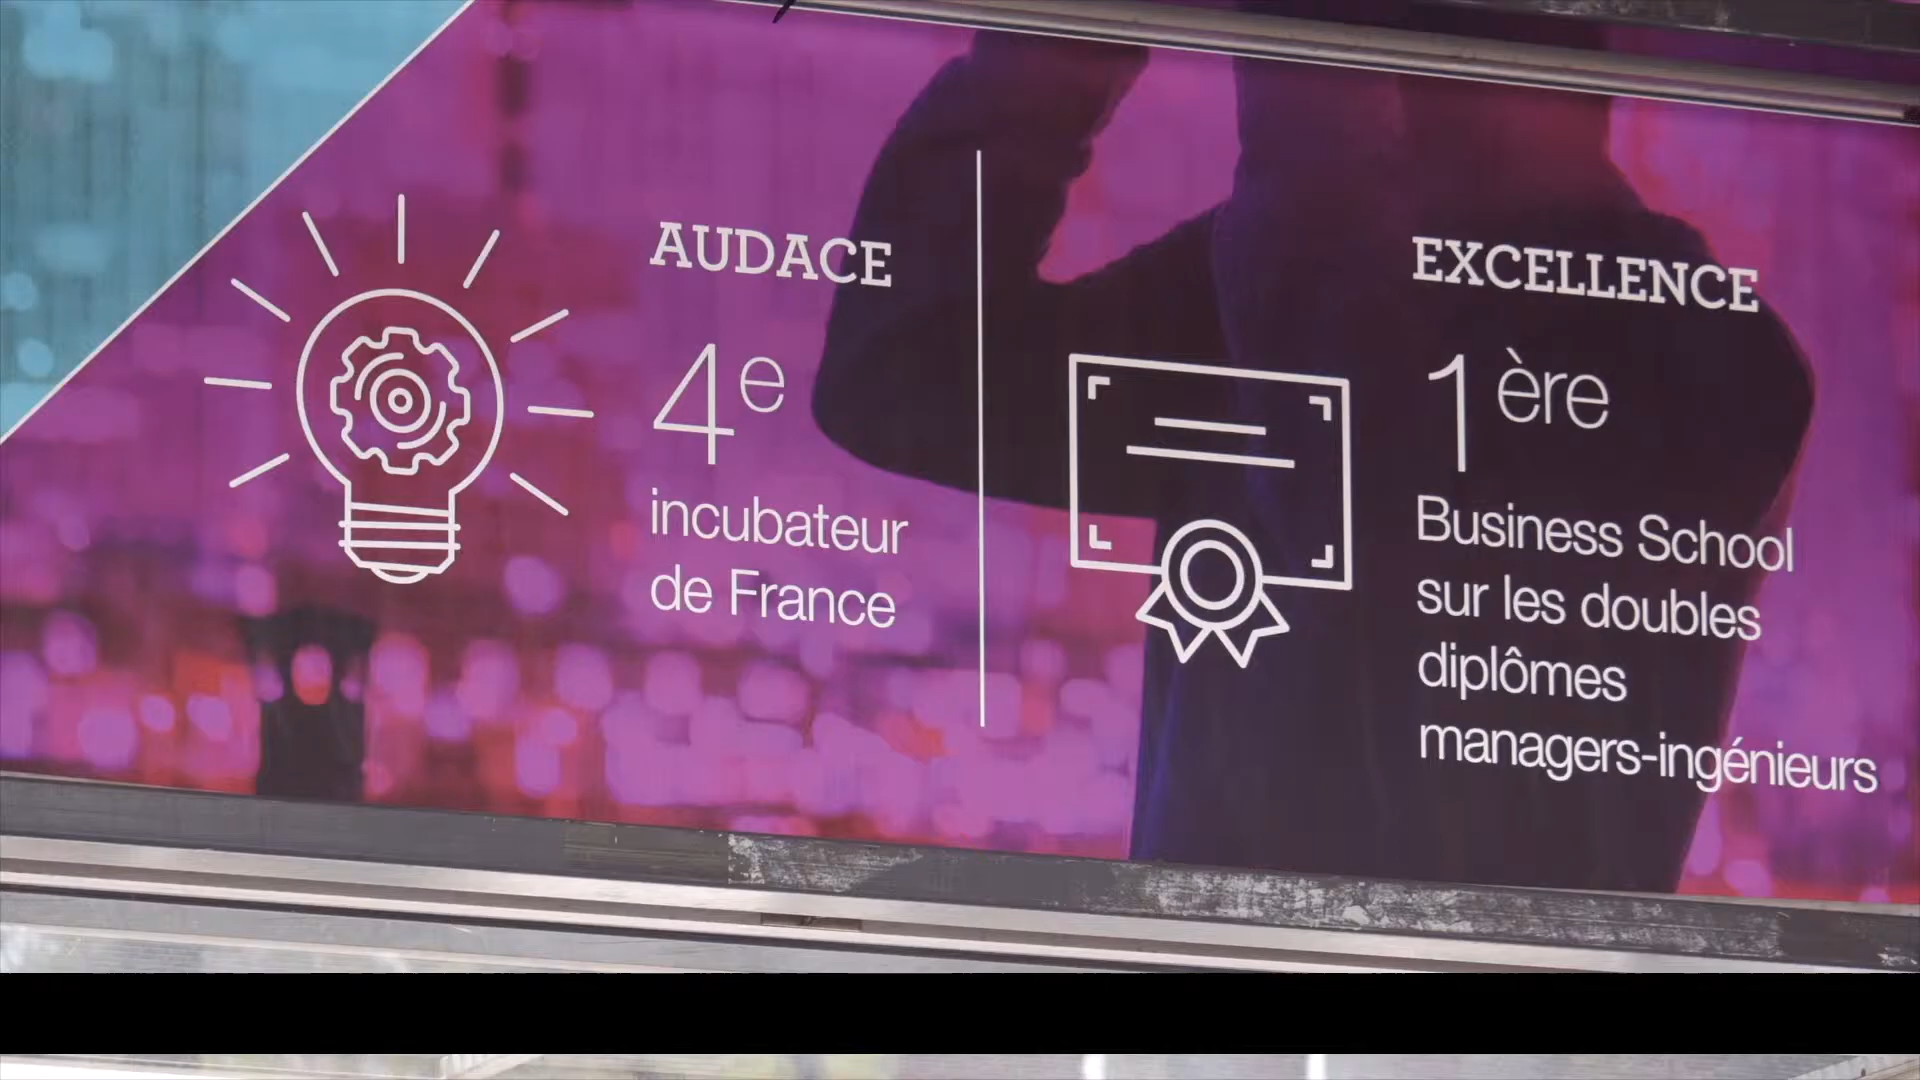 AUDACE
4e
incubateur
de France
EXCELLENCE
1ère
Business School
sur les doubles
diplômes
managers-ingénieurs